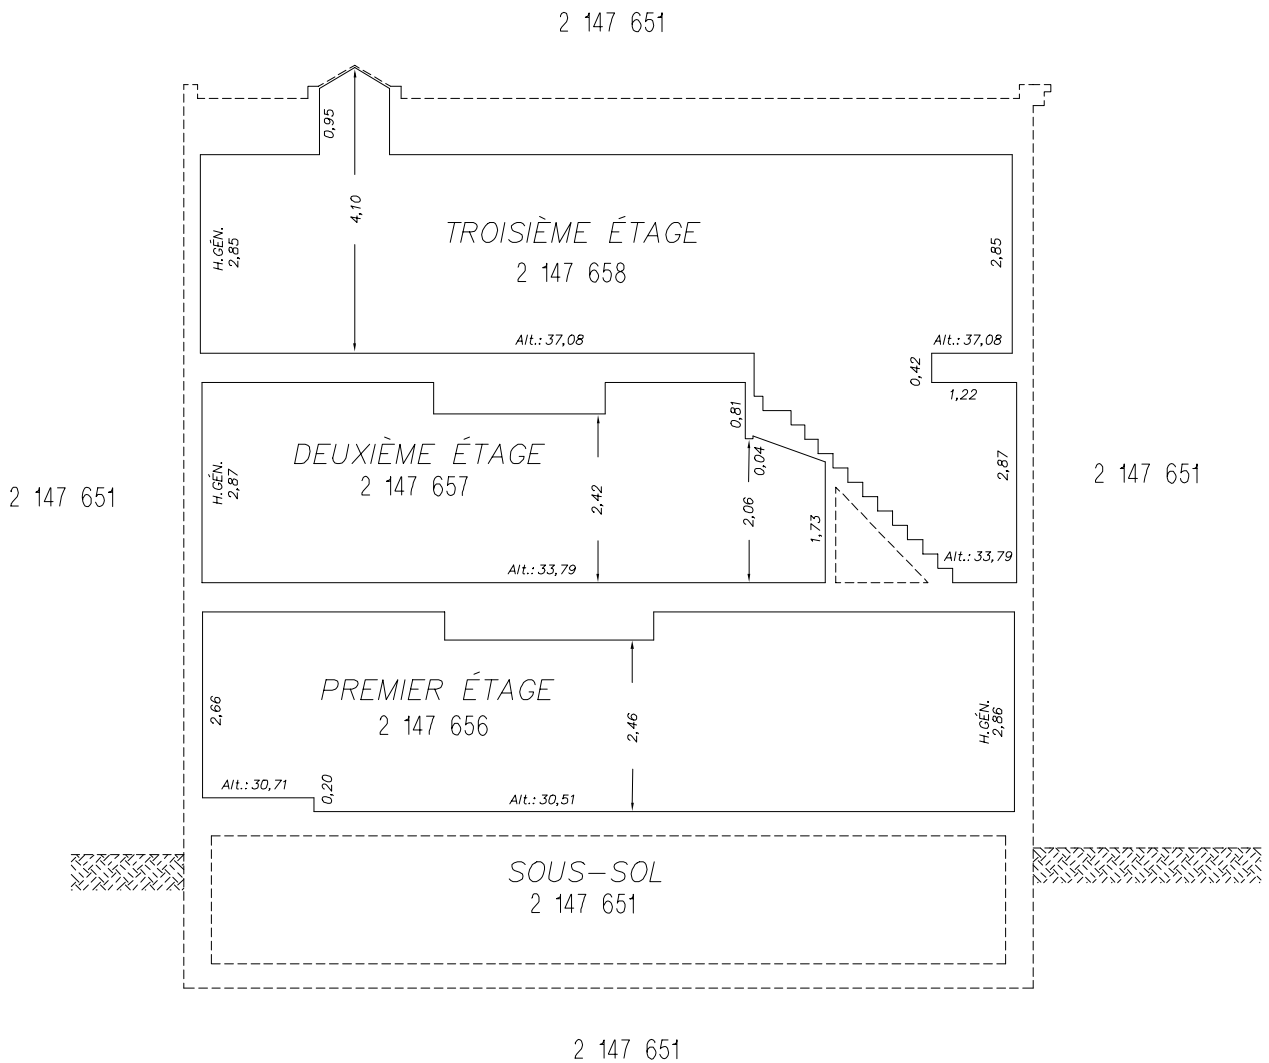 2 147 651
0,95
4,10
TROISIÈME ÉTAGE
2 147 658
H.GÉN.
2,85
2,85
Alt.: 37,08
Alt.: 37,08
0,42
1,22
0,81
DEUXIÈME ÉTAGE
2 147 657
H.GÉN.
2,87
2,42
0,04
2,06
1,73
2,87
2 147 651
2 147 651
Alt.: 33,79
Alt.: 33,79
PREMIER ÉTAGE
2 147 656
2,66
2,46
H.GÉN.
2,86
Alt.: 30,71
0,20
Alt.: 30,51
SOUS-SOL
2 147 651
2 147 651